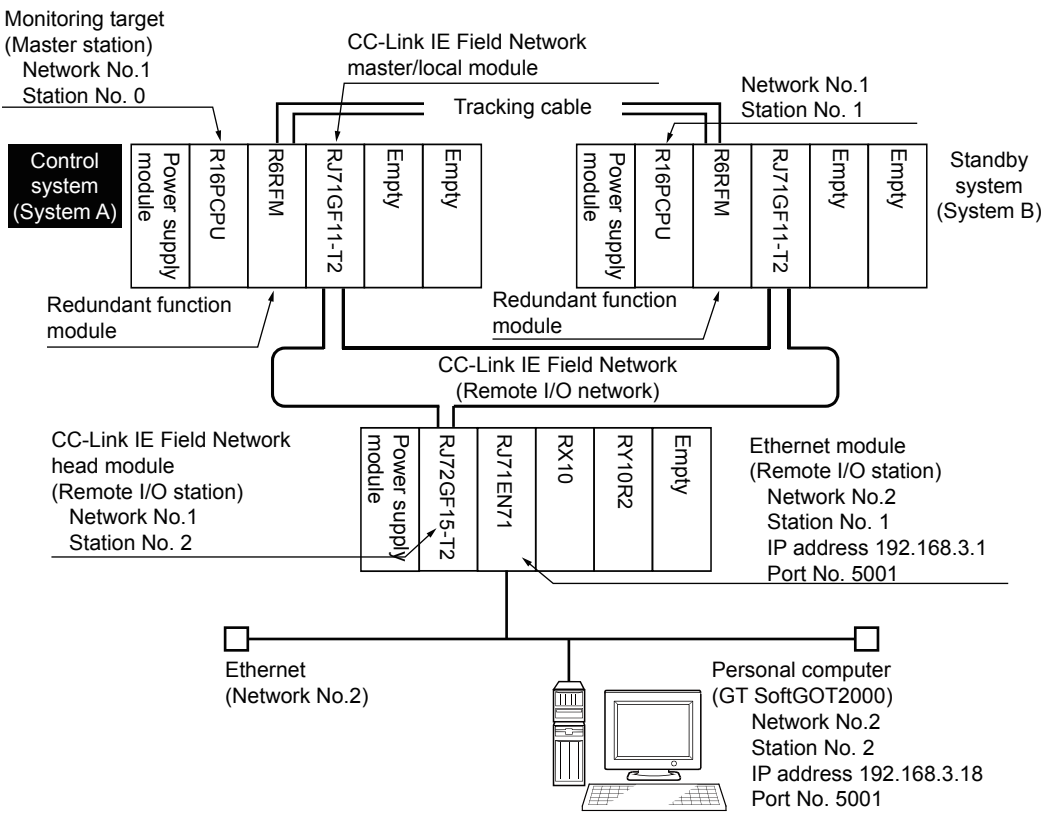 Monitoring target
(Master station)
Network No.1
Station No. 0
CC-Link IE Field Network
master/local module
Tracking cable
Network No.1
Station No. 1
Control
system
(System A)
Power supply
module
R16PCPU
R6RFM
RJ71GF11-T2
Empty
Empty
Power supply
module
R16PCPU
R6RFM
RJ71GF11-T2
Empty
Empty
Standby
system
(System B)
Redundant function
module
Redundant function
module
CC-Link IE Field Network
(Remote I/O network)
CC-Link IE Field Network
head module
(Remote I/O station)
Network No.1
Station No. 2
Power supply
module
RJ72GF15-T2
RJ71EN71
RX10
RY10R2
Empty
Ethernet module
(Remote I/O station)
Network No.2
Station No. 1
IP address 192.168.3.1
Port No. 5001
Ethernet
(Network No.2)
Personal computer
(GT SoftGOT2000)
Network No.2
Station No. 2
IP address 192.168.3.18
Port No. 5001